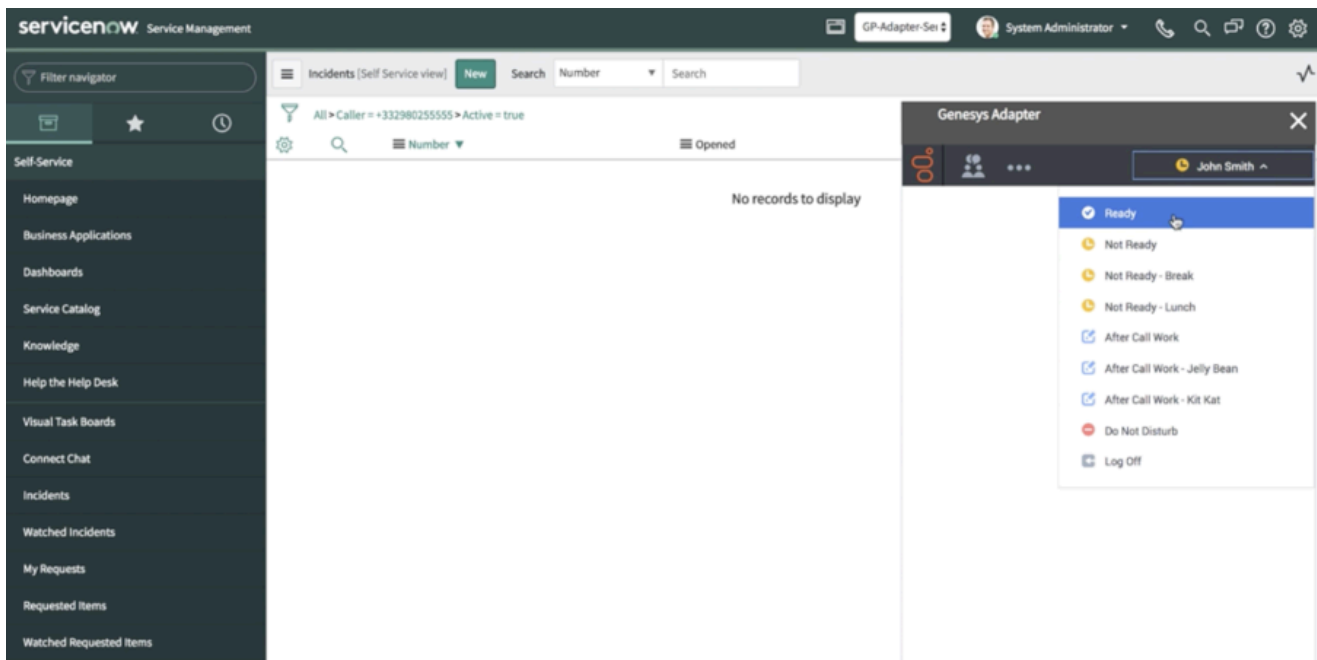 servicenow Service Management
GP-Adapter-Ser
System Administrator
Filter navigator
Incidents [Self Service view] New Search Number Search
All > Caller = +332980255555 > Active = true
Number Opened
No records to display
Self-Service
Homepage
Business Applications
Dashboards
Service Catalog
Knowledge
Help the Help Desk
Visual Task Boards
Connect Chat
Incidents
Watched Incidents
My Requests
Requested Items
Watched Requested Items
Genesys Adapter
John Smith
Ready
Not Ready
Not Ready - Break
Not Ready - Lunch
After Call Work
After Call Work - Jelly Bean
After Call Work - Kit Kat
Do Not Disturb
Log Off